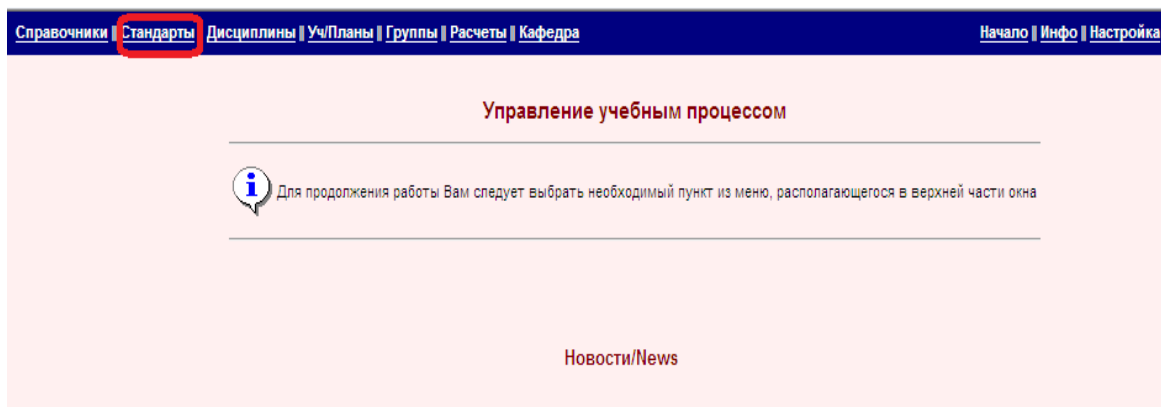 Справочники || Стандарты || Дисциплины || Уч/Планы || Группы || Расчеты || Кафедра Начало || Инфо || Настройка
Управление учебным процессом
Для продолжения работы Вам следует выбрать необходимый пункт из меню, располагающегося в верхней части окна
Новости/News